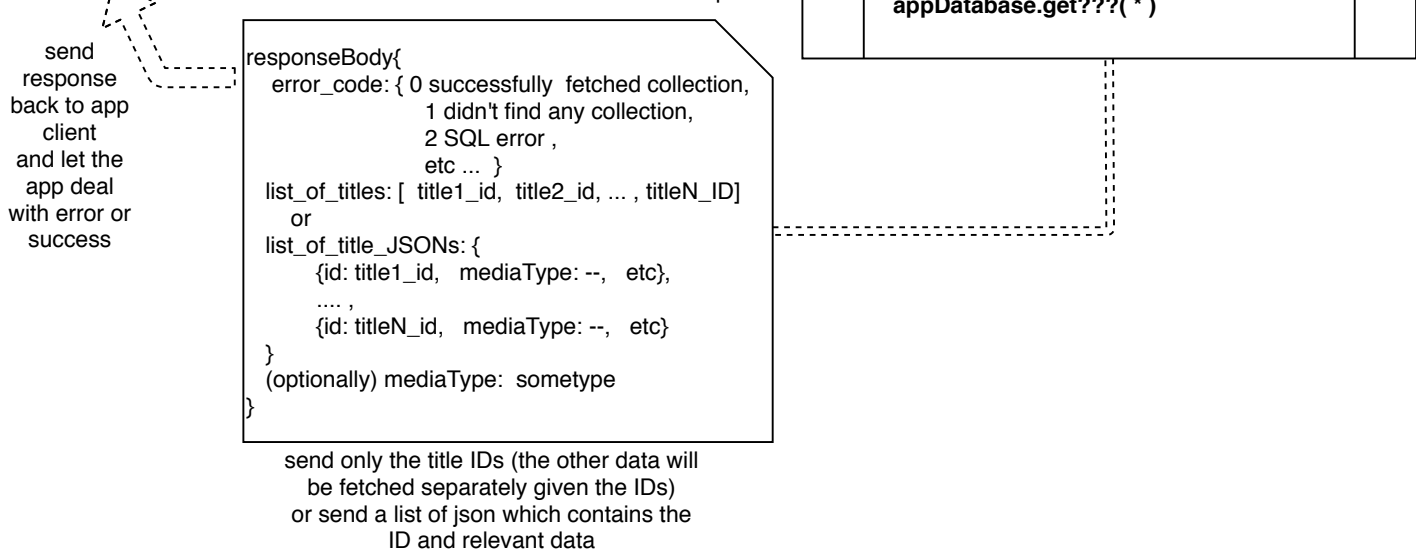 appDatabase.get???( * )
send
response
back to app
client
and let the
app deal
with error or
success
responseBody{
error_code: { 0 successfully  fetched collection,
1 didn't find any collection,
2 SQL error ,
etc ...  }
list_of_titles: [  title1_id,  title2_id, ... , titleN_ID]
or
list_of_title_JSONs: {
{id: title1_id,   mediaType: --,   etc},
.... ,
{id: titleN_id,   mediaType: --,   etc}
}
(optionally) mediaType:  sometype
}
send only the title IDs (the other data will
be fetched separately given the IDs)
or send a list of json which contains the
ID and relevant data